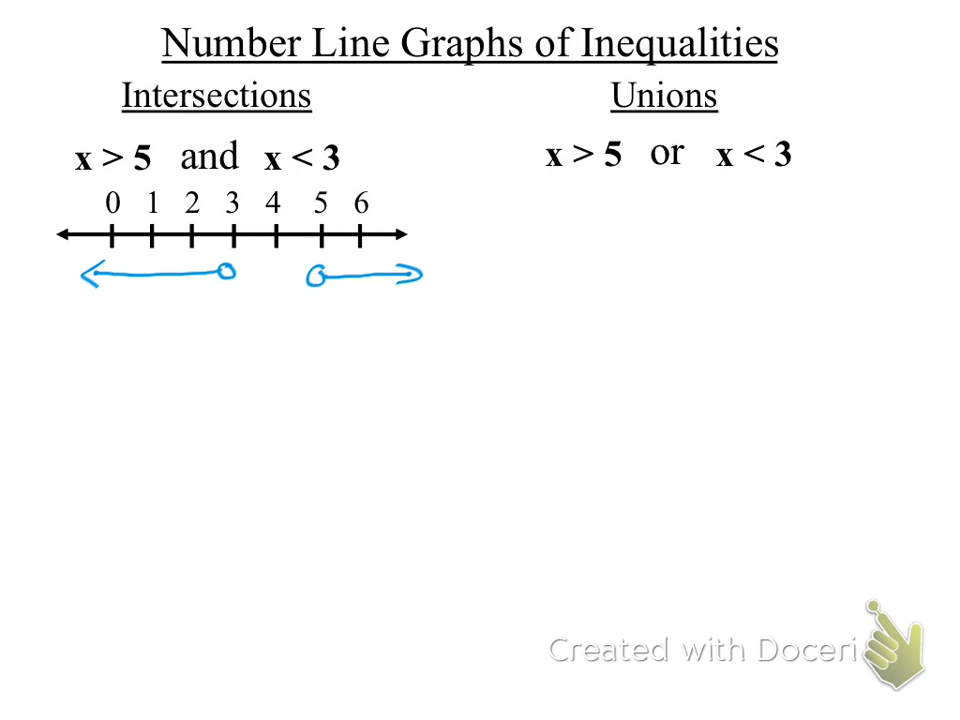 Number Line Graphs of Inequalities
Intersections
x > 5 and x < 3
0 1 2 3 4 5 6
Unions
x > 5 or x < 3
Created with Doceri